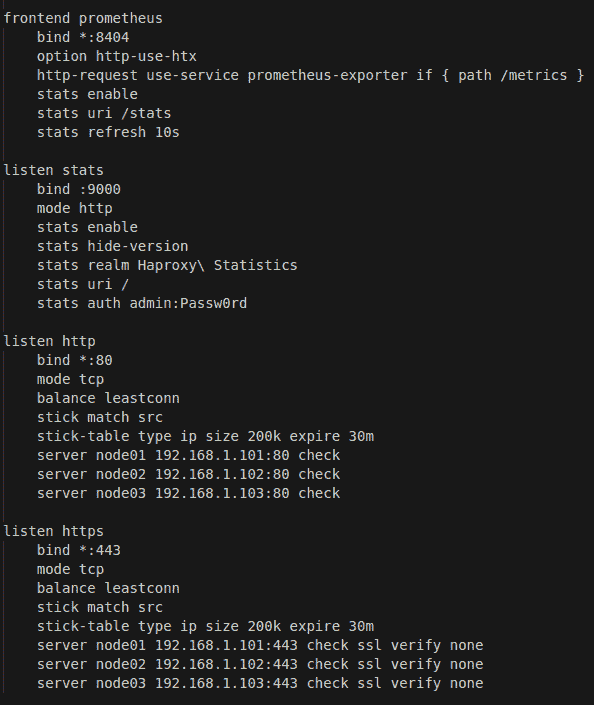 frontend prometheus
    bind *:8404
    option http-use-htx
    http-request use-service prometheus-exporter if { path /metrics }
    stats enable
    stats uri /stats
    stats refresh 10s

listen stats
    bind :9000
    mode http
    stats enable
    stats hide-version
    stats realm Haproxy\ Statistics
    stats uri /
    stats auth admin:Passw0rd

listen http
    bind *:80
    mode tcp
    balance leastconn
    stick match src
    stick-table type ip size 200k expire 30m
    server node01 192.168.1.101:80 check
    server node02 192.168.1.102:80 check
    server node03 192.168.1.103:80 check

listen https
    bind *:443
    mode tcp
    balance leastconn
    stick match src
    stick-table type ip size 200k expire 30m
    server node01 192.168.1.101:443 check ssl verify none
    server node02 192.168.1.102:443 check ssl verify none
    server node03 192.168.1.103:443 check ssl verify none